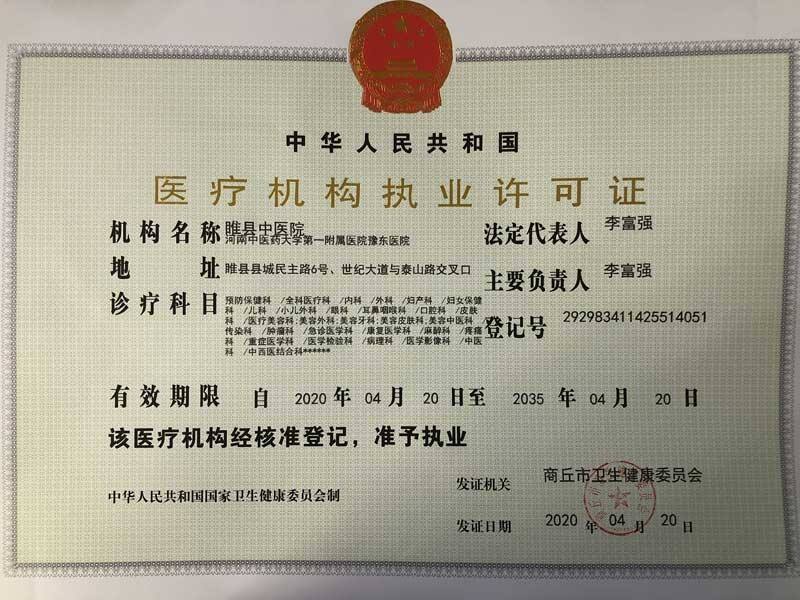 中华人民共和国
医疗机构执业许可证
机构名称 睢县中医院
河南中医药大学第一附属医院豫东医院
法定代表人 李富强
地址 睢县县城民主路6号、世纪大道与泰山路交叉口
主要负责人 李富强
诊疗科目 预防保健科 /全科医疗科 /内科 /外科 /妇产科 /妇女保健
科 /儿科 /小儿外科 /眼科 /耳鼻咽喉科 /口腔科 /皮肤
科 /医疗美容科;美容外科;美容牙科;美容皮肤科;美容中医科 /
传染科 /肿瘤科 /急诊医学科 /康复医学科 /麻醉科 /疼痛
科 /重症医学科 /医学检验科 /病理科 /医学影像科 /中医
科 /中西医结合科******
登记号 292983411425514051
有效期限 自 2020 年 04 月 20 日至 2035 年 04 月 20 日
该医疗机构经核准登记，准予执业
中华人民共和国国家卫生健康委员会制
发证机关 商丘市卫生健康委员会
发证日期 2020 年 04 月 20 日